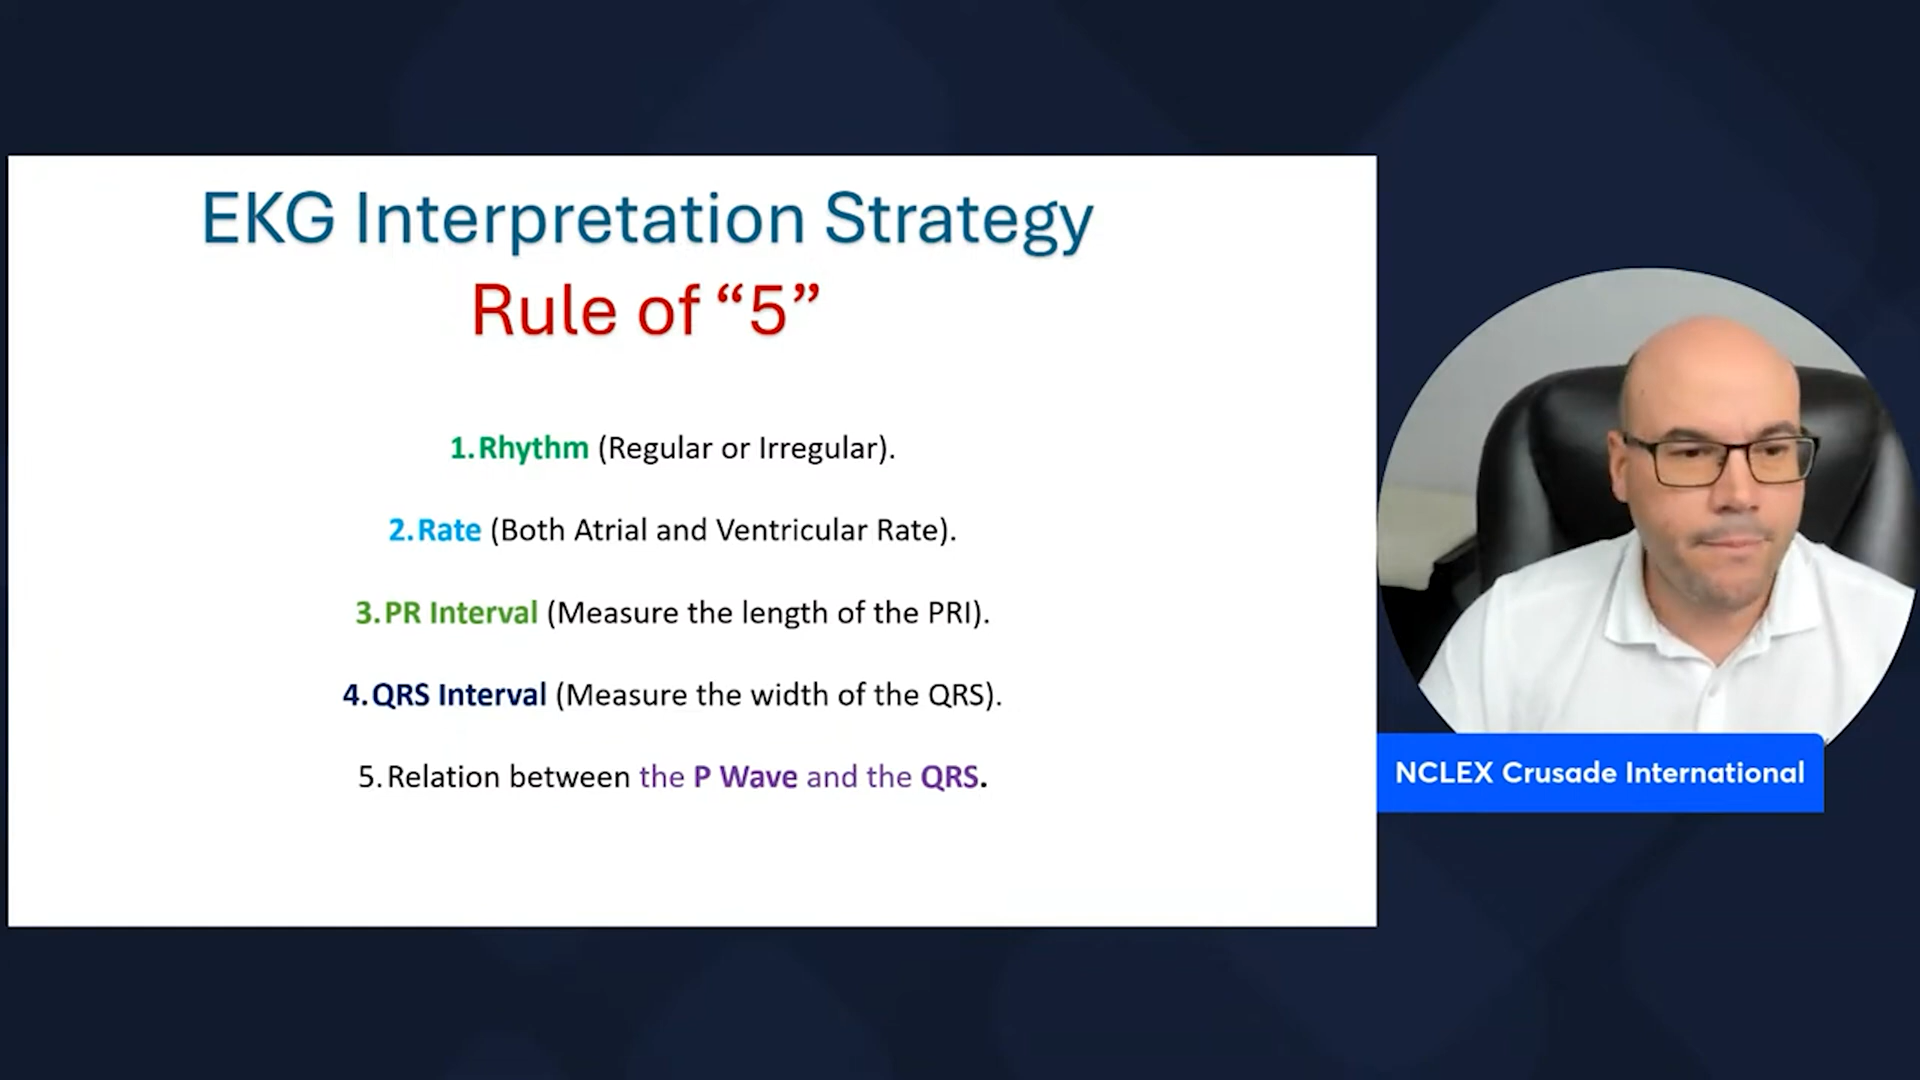 EKG Interpretation Strategy
Rule of “5”
1. Rhythm (Regular or Irregular).
2. Rate (Both Atrial and Ventricular Rate).
3. PR Interval (Measure the length of the PRI).
4. QRS Interval (Measure the width of the QRS).
5. Relation between the P Wave and the QRS.
NCLEX Crusade International